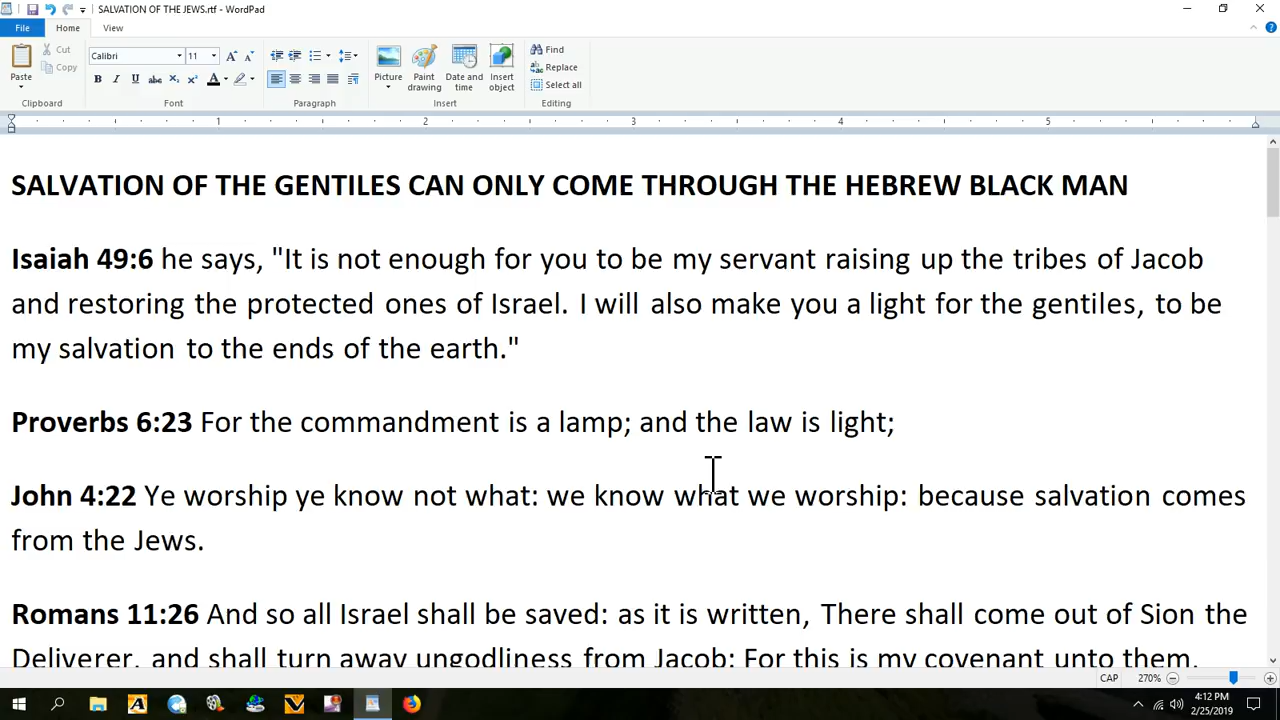 SALVATION OF THE JEWS.rtf - WordPad
File
Home
View
Paste
Cut
Copy
Clipboard
Calibri
11
Font
Paragraph
Picture
Paint drawing
Date and time
Insert object
Insert
Find
Replace
Select all
Editing
1 2 3 4 5
SALVATION OF THE GENTILES CAN ONLY COME THROUGH THE HEBREW BLACK MAN
Isaiah 49:6 he says, "It is not enough for you to be my servant raising up the tribes of Jacob
and restoring the protected ones of Israel. I will also make you a light for the gentiles, to be
my salvation to the ends of the earth."
Proverbs 6:23 For the commandment is a lamp; and the law is light;
John 4:22 Ye worship ye know not what: we know what we worship: because salvation comes
from the Jews.
Romans 11:26 And so all Israel shall be saved: as it is written, There shall come out of Sion the
Deliverer, and shall turn away ungodliness from Jacob: For this is my covenant unto them,
CAP
270%
4:12 PM
2/25/2019